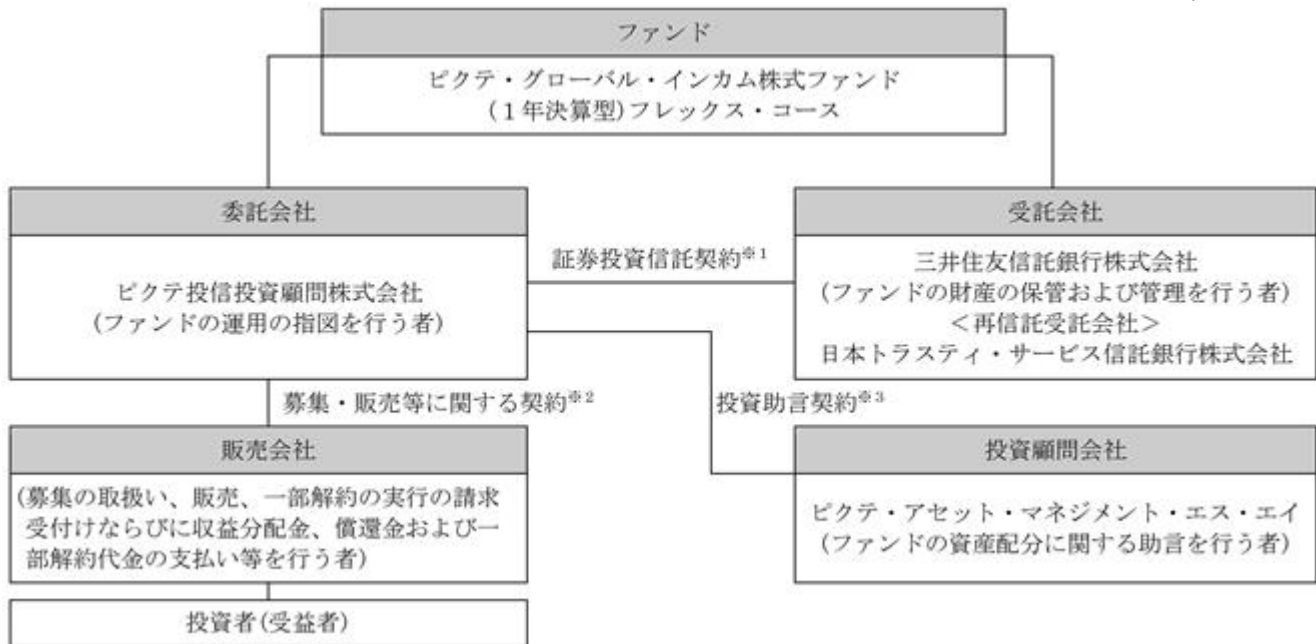 ファンド
ピクテ・グローバル・インカム株式ファンド
(1年決算型)フレックス・コース
委託会社
ピクテ投信投資顧問株式会社
(ファンドの運用の指図を行う者)
証券投資信託契約※1
受託会社
三井住友信託銀行株式会社
(ファンドの財産の保管および管理を行う者)
<再信託受託会社>
日本トラスティ・サービス信託銀行株式会社
募集・販売等に関する契約※2
投資助言契約※3
販売会社
(募集の取扱い、販売、一部解約の実行の請求
受付けならびに収益分配金、償還金および一
部解約代金の支払い等を行う者)
投資顧問会社
ピクテ・アセット・マネジメント・エス・エイ
(ファンドの資産配分に関する助言を行う者)
投資者(受益者)